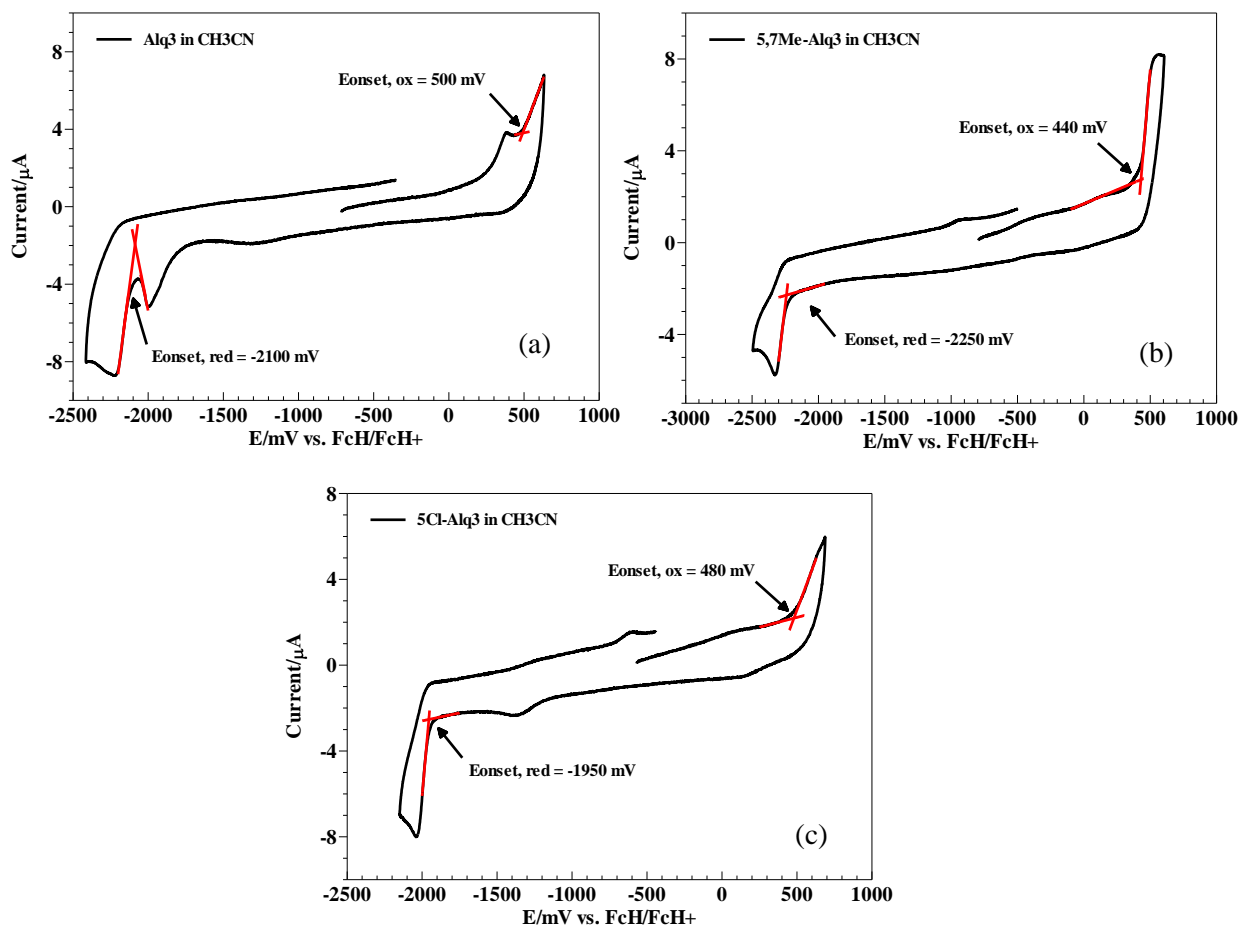 Alq3 in CH3CN
Eonset, ox = 500 mV
Eonset, red = -2100 mV
(a)
Current/μA
8
4
0
-4
-8
-2500 -2000 -1500 -1000 -500 0 500 1000
E/mV vs. FcH/FcH+
5,7Me-Alq3 in CH3CN
Eonset, ox = 440 mV
Eonset, red = -2250 mV
(b)
Current/μA
8
4
0
-4
-3000 -2500 -2000 -1500 -1000 -500 0 500 1000
E/mV vs. FcH/FcH+
5Cl-Alq3 in CH3CN
Eonset, ox = 480 mV
Eonset, red = -1950 mV
(c)
Current/μA
8
4
0
-4
-8
-2500 -2000 -1500 -1000 -500 0 500 1000
E/mV vs. FcH/FcH+